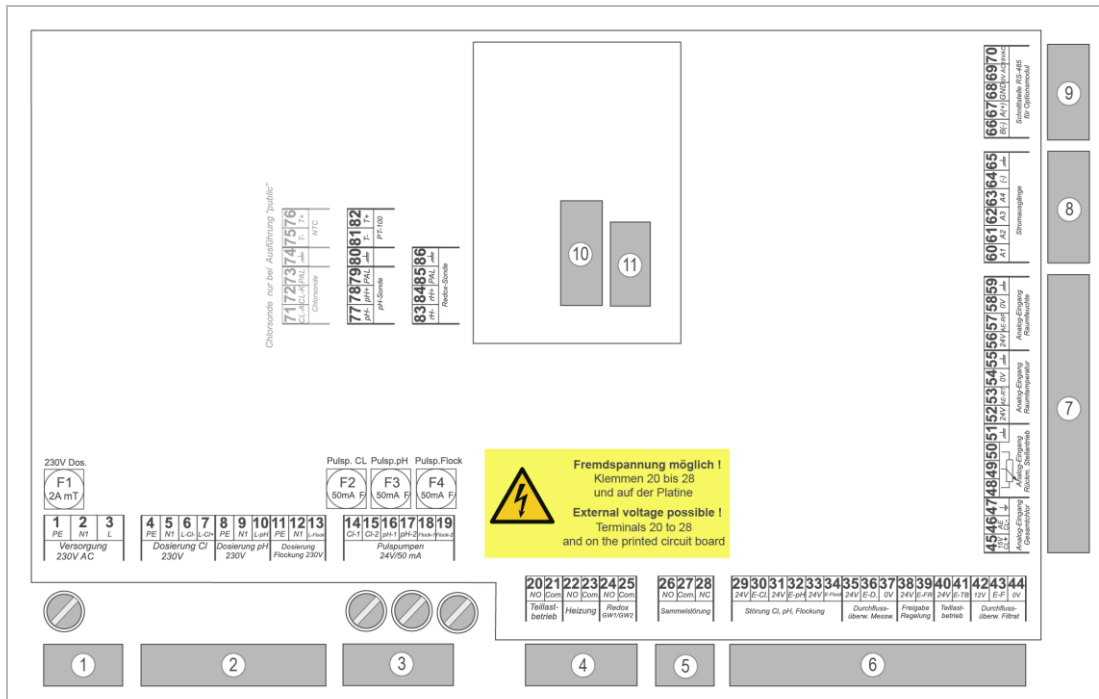 Chlorsonde nur bei Ausführung "public"
71 72 73 74 75 76
CL-A CL-K PAL T- T+
Chlorsonde NTC
77 78 79 80 81 82
pH- pH+ PAL T- T+
pH-Sonde PT-100
83 84 85 86
rH- rH+ PAL
Redox-Sonde
10
11
66 67 68 69 70
B(-) A(+) GND
Schnittstelle RS-485
für Optionsmodul
9
60 61 62 63 64 65
A1 A2 A3 A4 (-)
Stromausgänge
8
56 57 58 59
24V AE-RF 0V
Analog-Eingang
Raumfeuchte
52 53 54 55
24V AE-RT 0V
Analog-Eingang
Raumtemperatur
48 49 50 51
Analog-Eingang
Rückm. Stellantrieb
45 46 47
15V AE
CL+ CL-
Analog-Eingang
Gesamtchlor
7
230V Dos.
F1
2A mT
Pulsp. CL Pulsp.pH Pulsp.Flock
F2 F3 F4
50mA F 50mA F 50mA F
Fremdspannung möglich !
Klemmen 20 bis 28
und auf der Platine
External voltage possible !
Terminals 20 to 28
and on the printed circuit board
1 2 3
PE N1 L
Versorgung
230V AC
4 5 6 7
PE N1 L-Cl- L-Cl+
Dosierung Cl
230V
8 9 10
PE N1 L-pH
Dosierung pH
230V
11 12 13
PE N1 L-Flock
Dosierung
Flockung 230V
14 15 16 17 18 19
Cl-1 Cl-2 pH-1 pH-2 Flock-1 Flock-2
Pulspumpen
24V/50 mA
20 21 22 23 24 25
NO Com. NO Com. NO Com.
Teillast-
betrieb
Heizung
Redox
GW1/GW2
26 27 28
NO Com. NC
Sammelstörung
29 30 31 32 33 34
24V E-Cl. 24V E-pH 24V E-Flock
Störung Cl, pH, Flockung
35 36 37
24V E-D. 0V
Durchfluss-
überw. Messw.
38 39
24V E-FR
Freigabe
Regelung
40 41
24V E-TB
Teillast-
betrieb
42 43 44
12V E-F 0V
Durchfluss-
überw. Filtrat
1
2
3
4
5
6